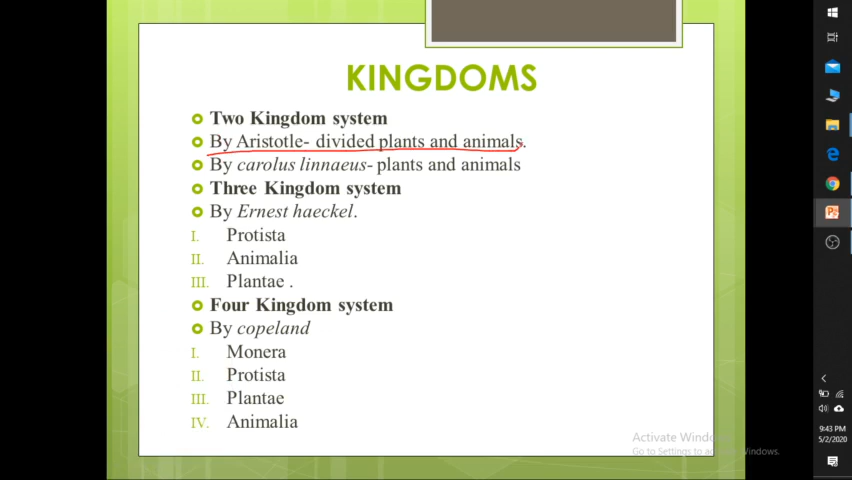 KINGDOMS
Two Kingdom system
By Aristotle- divided plants and animals.
By carolus linnaeus- plants and animals
Three Kingdom system
By Ernest haeckel.
I. Protista
II. Animalia
III. Plantae .
Four Kingdom system
By copeland
I. Monera
II. Protista
III. Plantae
IV. Animalia
Activate Windows
Go to Settings to activate Windows.
9:43 PM
5/2/2020